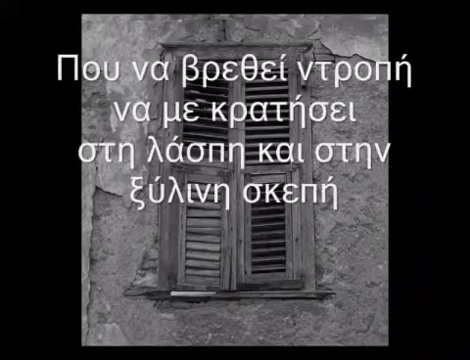 Που να βρεθεί ντροπή
να με κρατήσει
στη λάσπη και στην
ξύλινη σκεπή